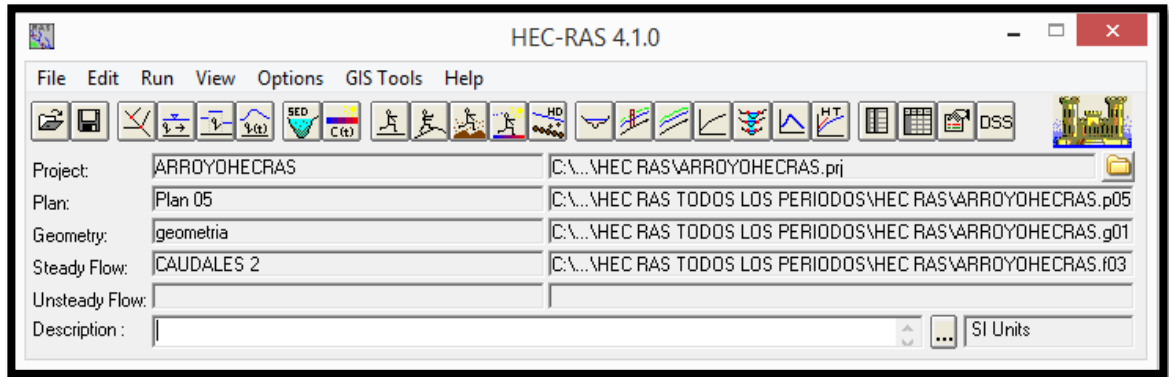 HEC-RAS 4.1.0
File Edit Run View Options GIS Tools Help
SED C(t) HD HT DSS
Project: ARROYOHECRAS C:\...\HEC RAS\ARROYOHECRAS.prj
Plan: Plan 05 C:\...\HEC RAS TODOS LOS PERIODOS\HEC RAS\ARROYOHECRAS.p05
Geometry: geometria C:\...\HEC RAS TODOS LOS PERIODOS\HEC RAS\ARROYOHECRAS.g01
Steady Flow: CAUDALES 2 C:\...\HEC RAS TODOS LOS PERIODOS\HEC RAS\ARROYOHECRAS.f03
Unsteady Flow:
Description : ... SI Units